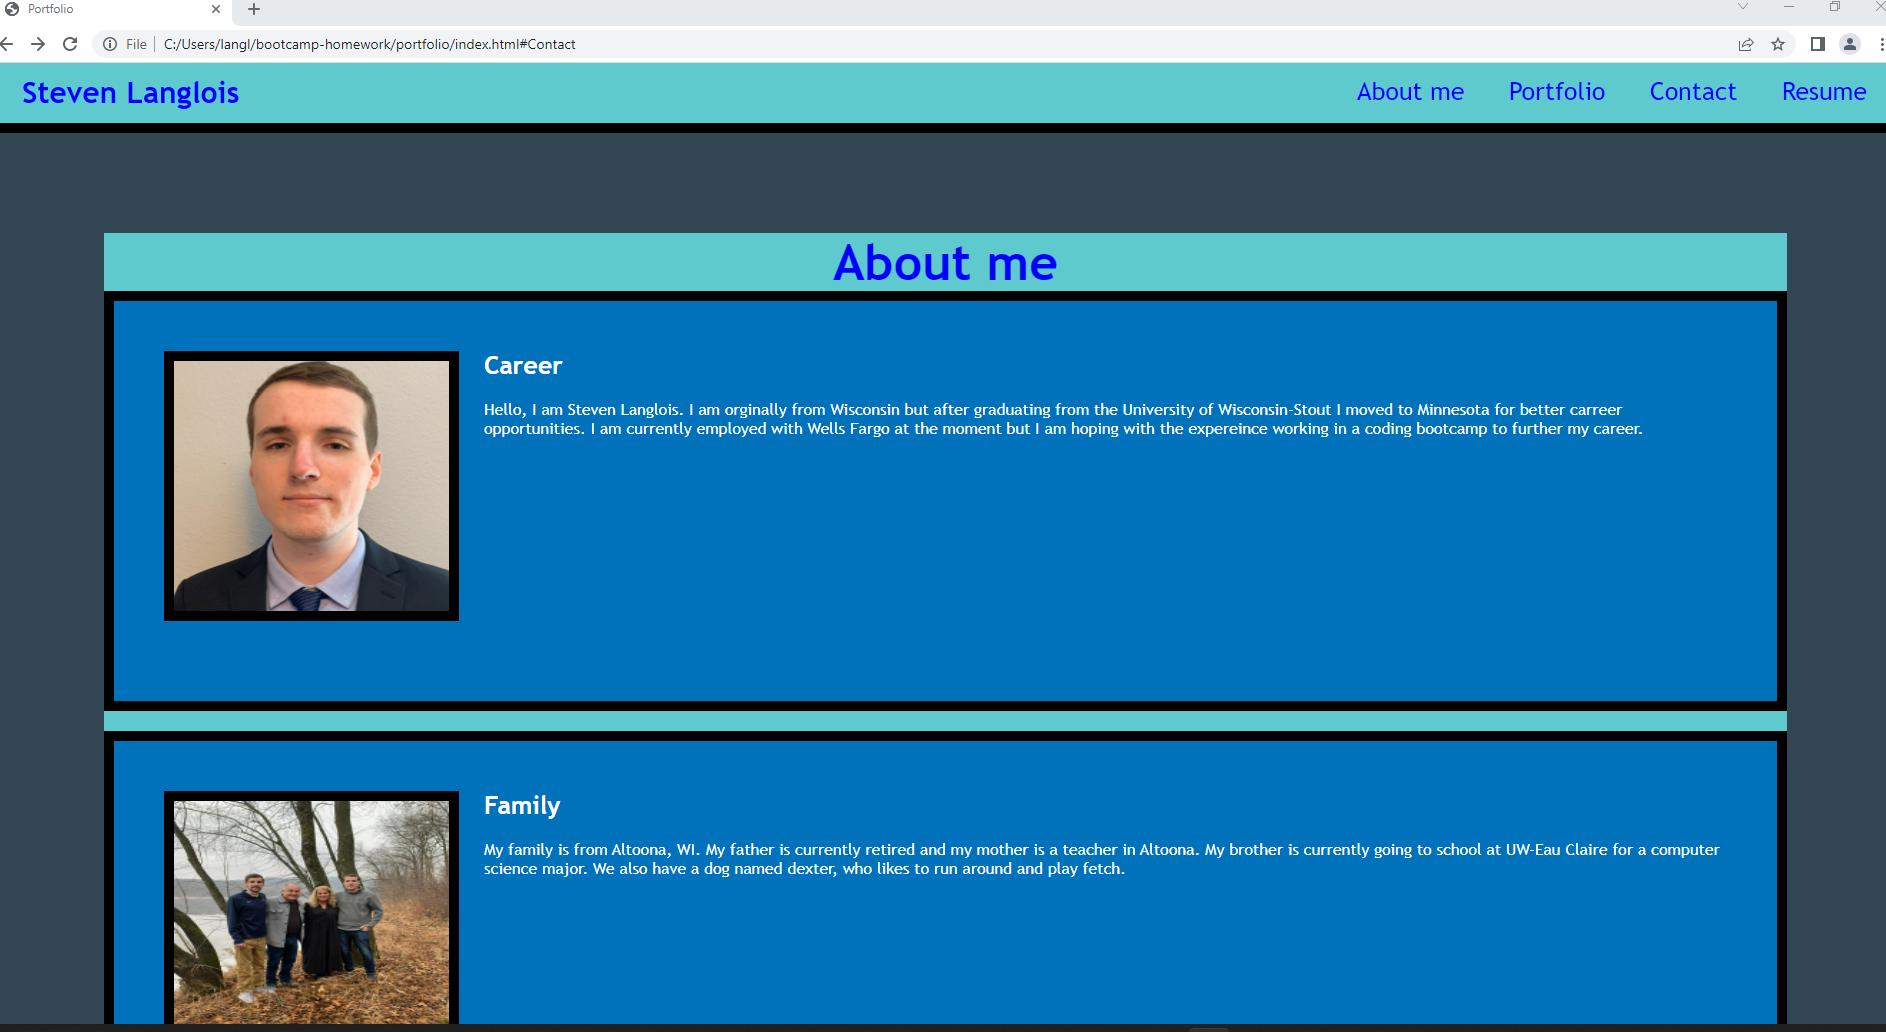 Portfolio
File
C:/Users/langl/bootcamp-homework/portfolio/index.html#Contact
Steven Langlois
About me
Portfolio
Contact
Resume
About me
Career
Hello, I am Steven Langlois. I am orginally from Wisconsin but after graduating from the University of Wisconsin-Stout I moved to Minnesota for better carreer
opportunities. I am currently employed with Wells Fargo at the moment but I am hoping with the expereince working in a coding bootcamp to further my career.
Family
My family is from Altoona, WI. My father is currently retired and my mother is a teacher in Altoona. My brother is currently going to school at UW-Eau Claire for a computer
science major. We also have a dog named dexter, who likes to run around and play fetch.